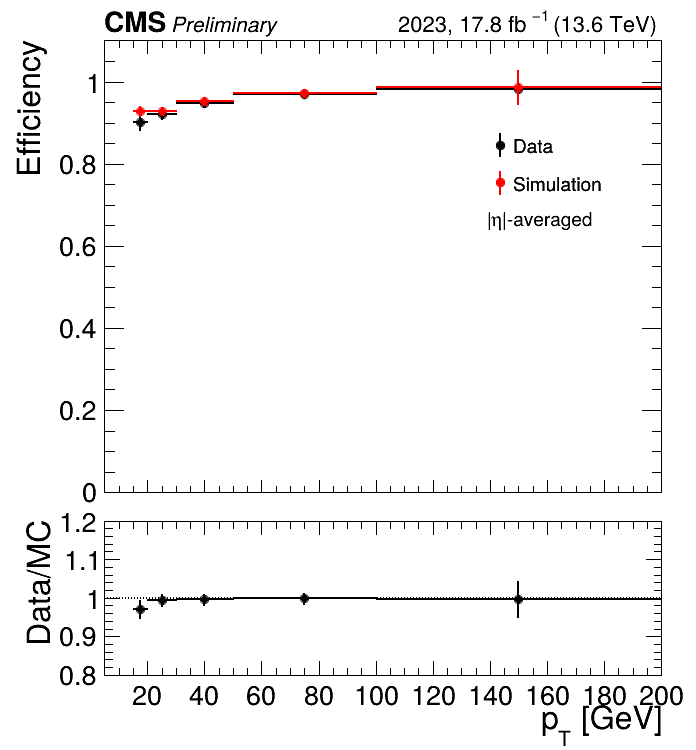 CMS Preliminary 2023, 17.8 fb⁻¹ (13.6 TeV)
Efficiency
1
0.8
0.6
0.4
0.2
0
Data
Simulation
|η|-averaged
Data/MC
1.2
1.1
1
0.9
0.8
20 40 60 80 100 120 140 160 180 200
p_T [GeV]